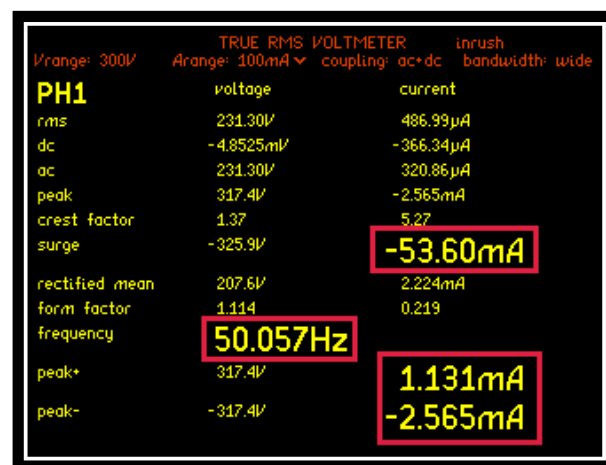 TRUE RMS VOLTMETER inrush
Vrange: 300V Arange: 100mA coupling: ac+dc bandwidth: wide
PH1 voltage current
rms 231.30V 486.99µA
dc -4.8525mV -366.34µA
ac 231.30V 320.86µA
peak 317.4V -2.565mA
crest factor 1.37 5.27
surge -325.9V -53.60mA
rectified mean 207.6V 2.224mA
form factor 1.114 0.219
frequency 50.057Hz
peak+ 317.4V 1.131mA
peak- -317.4V -2.565mA